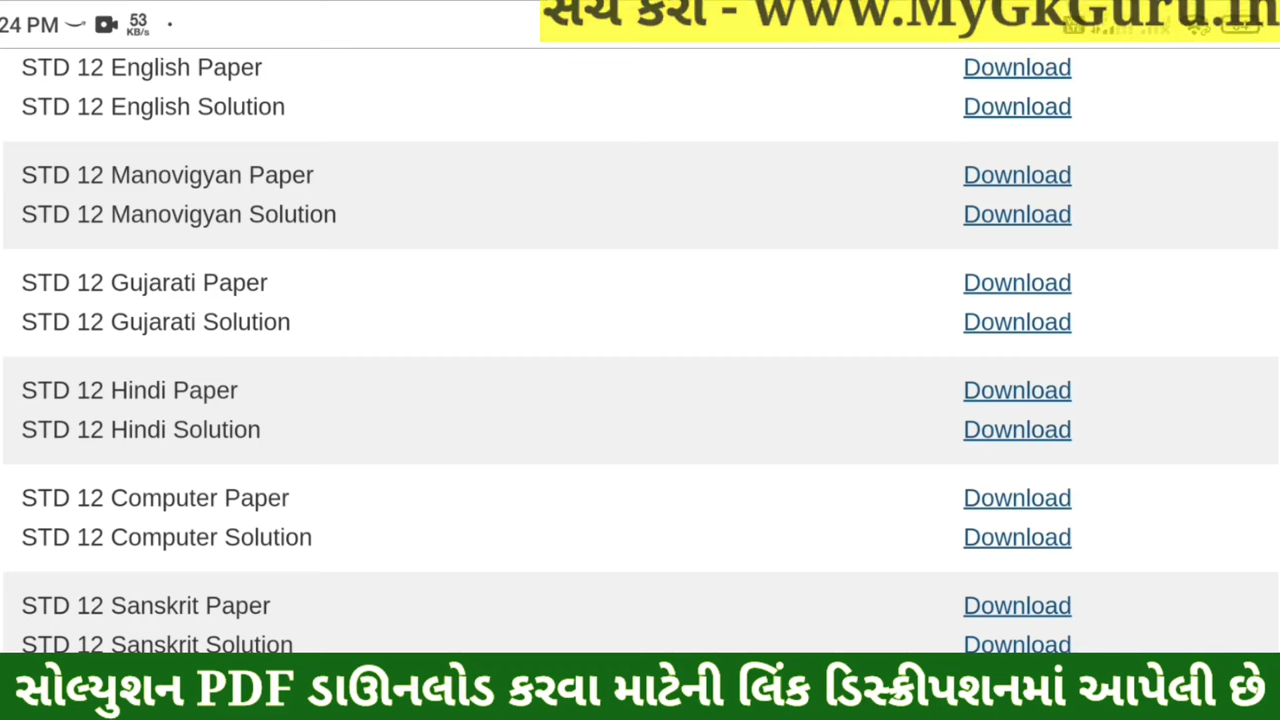 24 PM 53 KB/s
સર્ચ કરો - www.MyGkGuru.in
STD 12 English Paper Download
STD 12 English Solution Download
STD 12 Manovigyan Paper Download
STD 12 Manovigyan Solution Download
STD 12 Gujarati Paper Download
STD 12 Gujarati Solution Download
STD 12 Hindi Paper Download
STD 12 Hindi Solution Download
STD 12 Computer Paper Download
STD 12 Computer Solution Download
STD 12 Sanskrit Paper Download
STD 12 Sanskrit Solution Download
સોલ્યુશન PDF ડાઊનલોડ કરવા માટેની લિંક ડિસ્ક્રીપશનમાં આપેલી છે